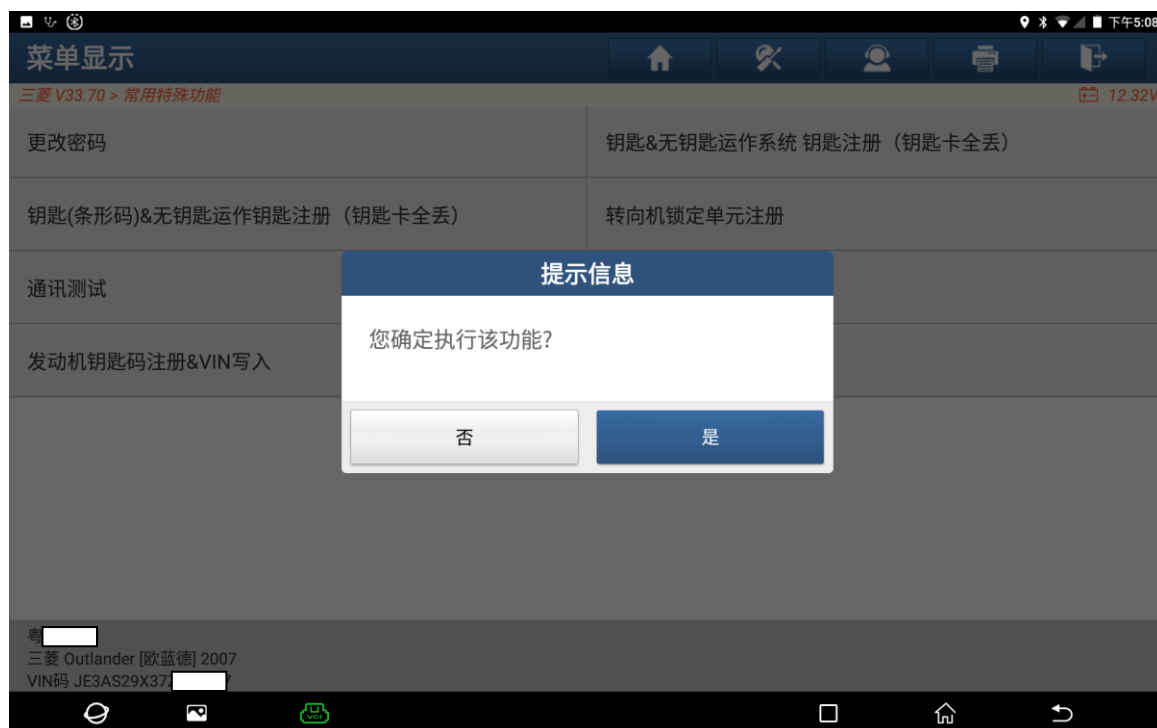 下午5:08
菜单显示
三菱 V33.70 > 常用特殊功能
12.32V
更改密码
钥匙&无钥匙运作系统 钥匙注册（钥匙卡全丢）
钥匙(条形码)&无钥匙运作钥匙注册（钥匙卡全丢）
转向机锁定单元注册
通讯测试
发动机钥匙码注册&VIN写入
提示信息
您确定执行该功能?
否
是
粤
三菱 Outlander [欧蓝德] 2007
VIN码 JE3AS29X37
VCI